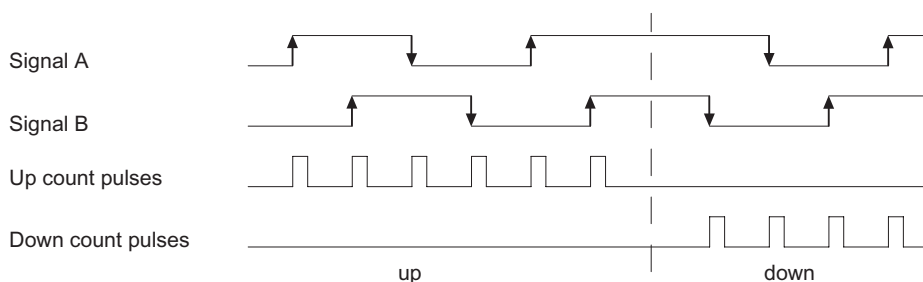 Signal A
Signal B
Up count pulses
Down count pulses
up down